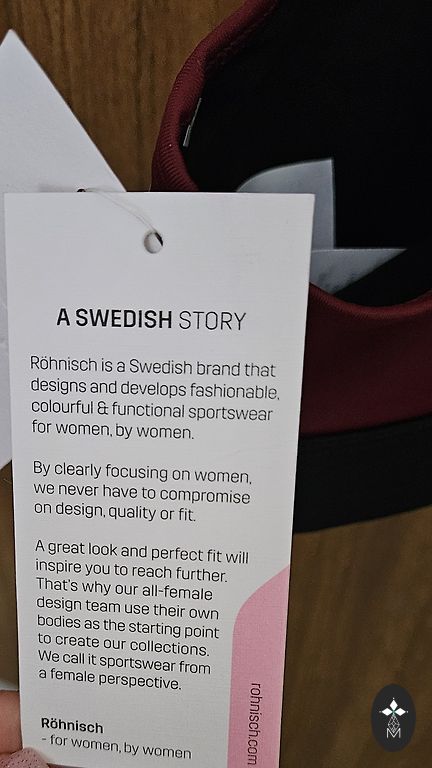 A SWEDISH STORY
Röhnisch is a Swedish brand that
designs and develops fashionable,
colourful & functional sportswear
for women, by women.
By clearly focusing on women,
we never have to compromise
on design, quality or fit.
A great look and perfect fit will
inspire you to reach further.
That's why our all-female
design team use their own
bodies as the starting point
to create our collections.
We call it sportswear from
a female perspective.
Röhnisch
- for women, by women
rohnisch.com
M